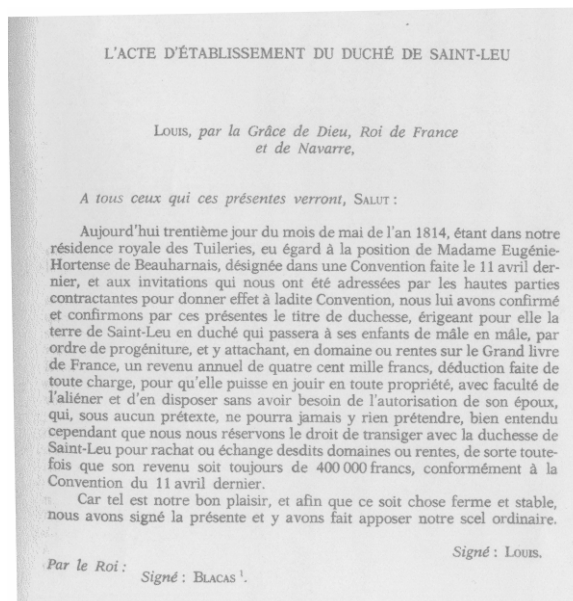 L'ACTE D'ÉTABLISSEMENT DU DUCHÉ DE SAINT-LEU
Louis, par la Grâce de Dieu, Roi de France
et de Navarre,
A tous ceux qui ces présentes verront, Salut :
Aujourd'hui trentième jour du mois de mai de l'an 1814, étant dans notre
résidence royale des Tuileries, eu égard à la position de Madame Eugénie-
Hortense de Beauharnais, désignée dans une Convention faite le 11 avril der-
nier, et aux invitations qui nous ont été adressées par les hautes parties
contractantes pour donner effet à ladite Convention, nous lui avons confirmé
et confirmons par ces présentes le titre de duchesse, érigeant pour elle la
terre de Saint-Leu en duché qui passera à ses enfants de mâle en mâle, par
ordre de progéniture, et y attachant, en domaine ou rentes sur le Grand livre
de France, un revenu annuel de quatre cent mille francs, déduction faite de
toute charge, pour qu'elle puisse en jouir en toute propriété, avec faculté de
l'aliéner et d'en disposer sans avoir besoin de l'autorisation de son époux,
qui, sous aucun prétexte, ne pourra jamais y rien prétendre, bien entendu
cependant que nous nous réservons le droit de transiger avec la duchesse de
Saint-Leu pour rachat ou échange desdits domaines ou rentes, de sorte toute-
fois que son revenu soit toujours de 400 000 francs, conformément à la
Convention du 11 avril dernier.
Car tel est notre bon plaisir, et afin que ce soit chose ferme et stable,
nous avons signé la présente et y avons fait apposer notre scel ordinaire.
Signé : Louis.
Par le Roi :
Signé : Blacas ¹.